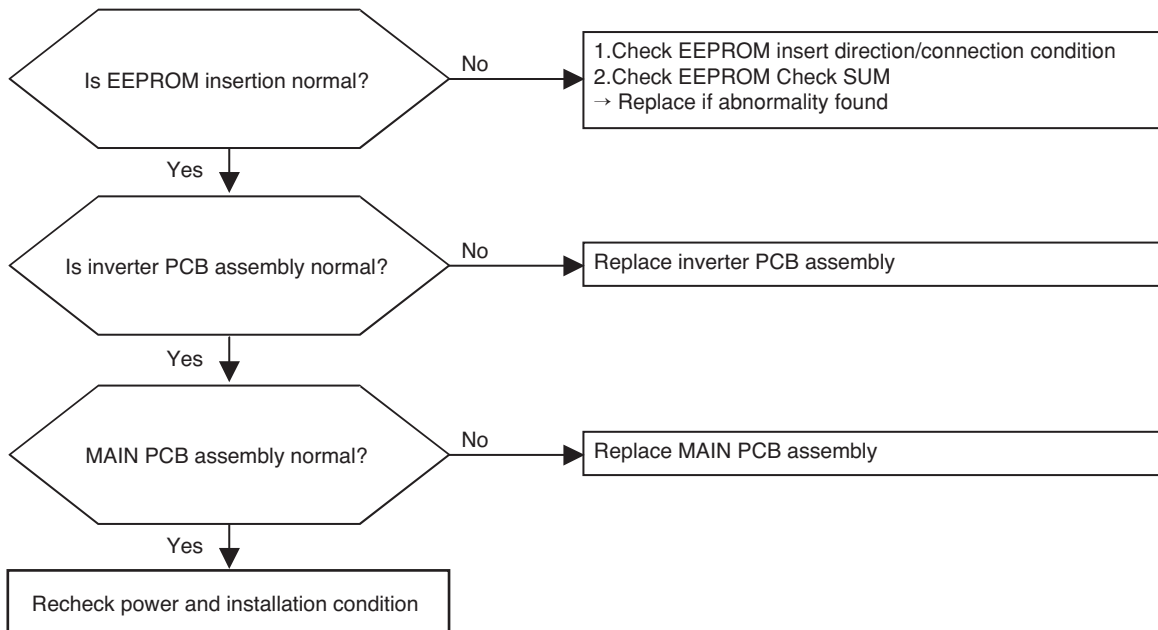 Is EEPROM insertion normal?
No
1.Check EEPROM insert direction/connection condition
2.Check EEPROM Check SUM
→ Replace if abnormality found
Yes
Is inverter PCB assembly normal?
No
Replace inverter PCB assembly
Yes
MAIN PCB assembly normal?
No
Replace MAIN PCB assembly
Yes
Recheck power and installation condition